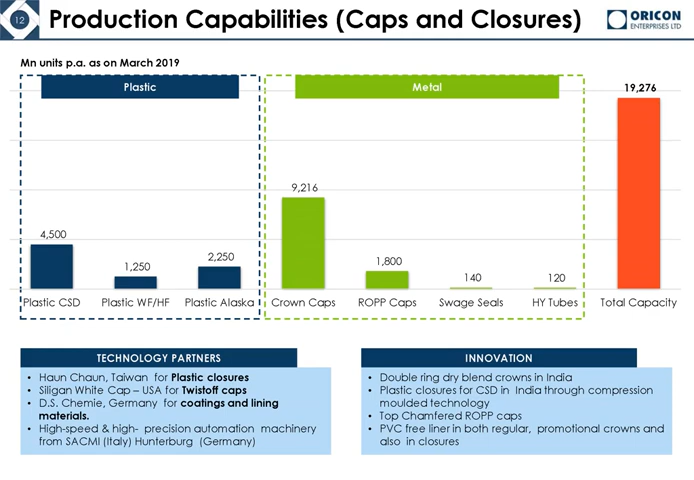 12
Production Capabilities (Caps and Closures)
ORICON
ENTERPRISES LTD
Mn units p.a. as on March 2019
Plastic
Metal
19,276
9,216
4,500
1,250
2,250
1,800
140
120
Plastic CSD
Plastic WF/HF
Plastic Alaska
Crown Caps
ROPP Caps
Swage Seals
HY Tubes
Total Capacity
TECHNOLOGY PARTNERS
• Haun Chaun, Taiwan for Plastic closures
• Siligan White Cap – USA for Twistoff caps
• D.S. Chemie, Germany for coatings and lining
materials.
• High-speed & high- precision automation machinery
from SACMI (Italy) Hunterburg (Germany)
INNOVATION
• Double ring dry blend crowns in India
• Plastic closures for CSD in India through compression
moulded technology
• Top Chamfered ROPP caps
• PVC free liner in both regular, promotional crowns and
also in closures